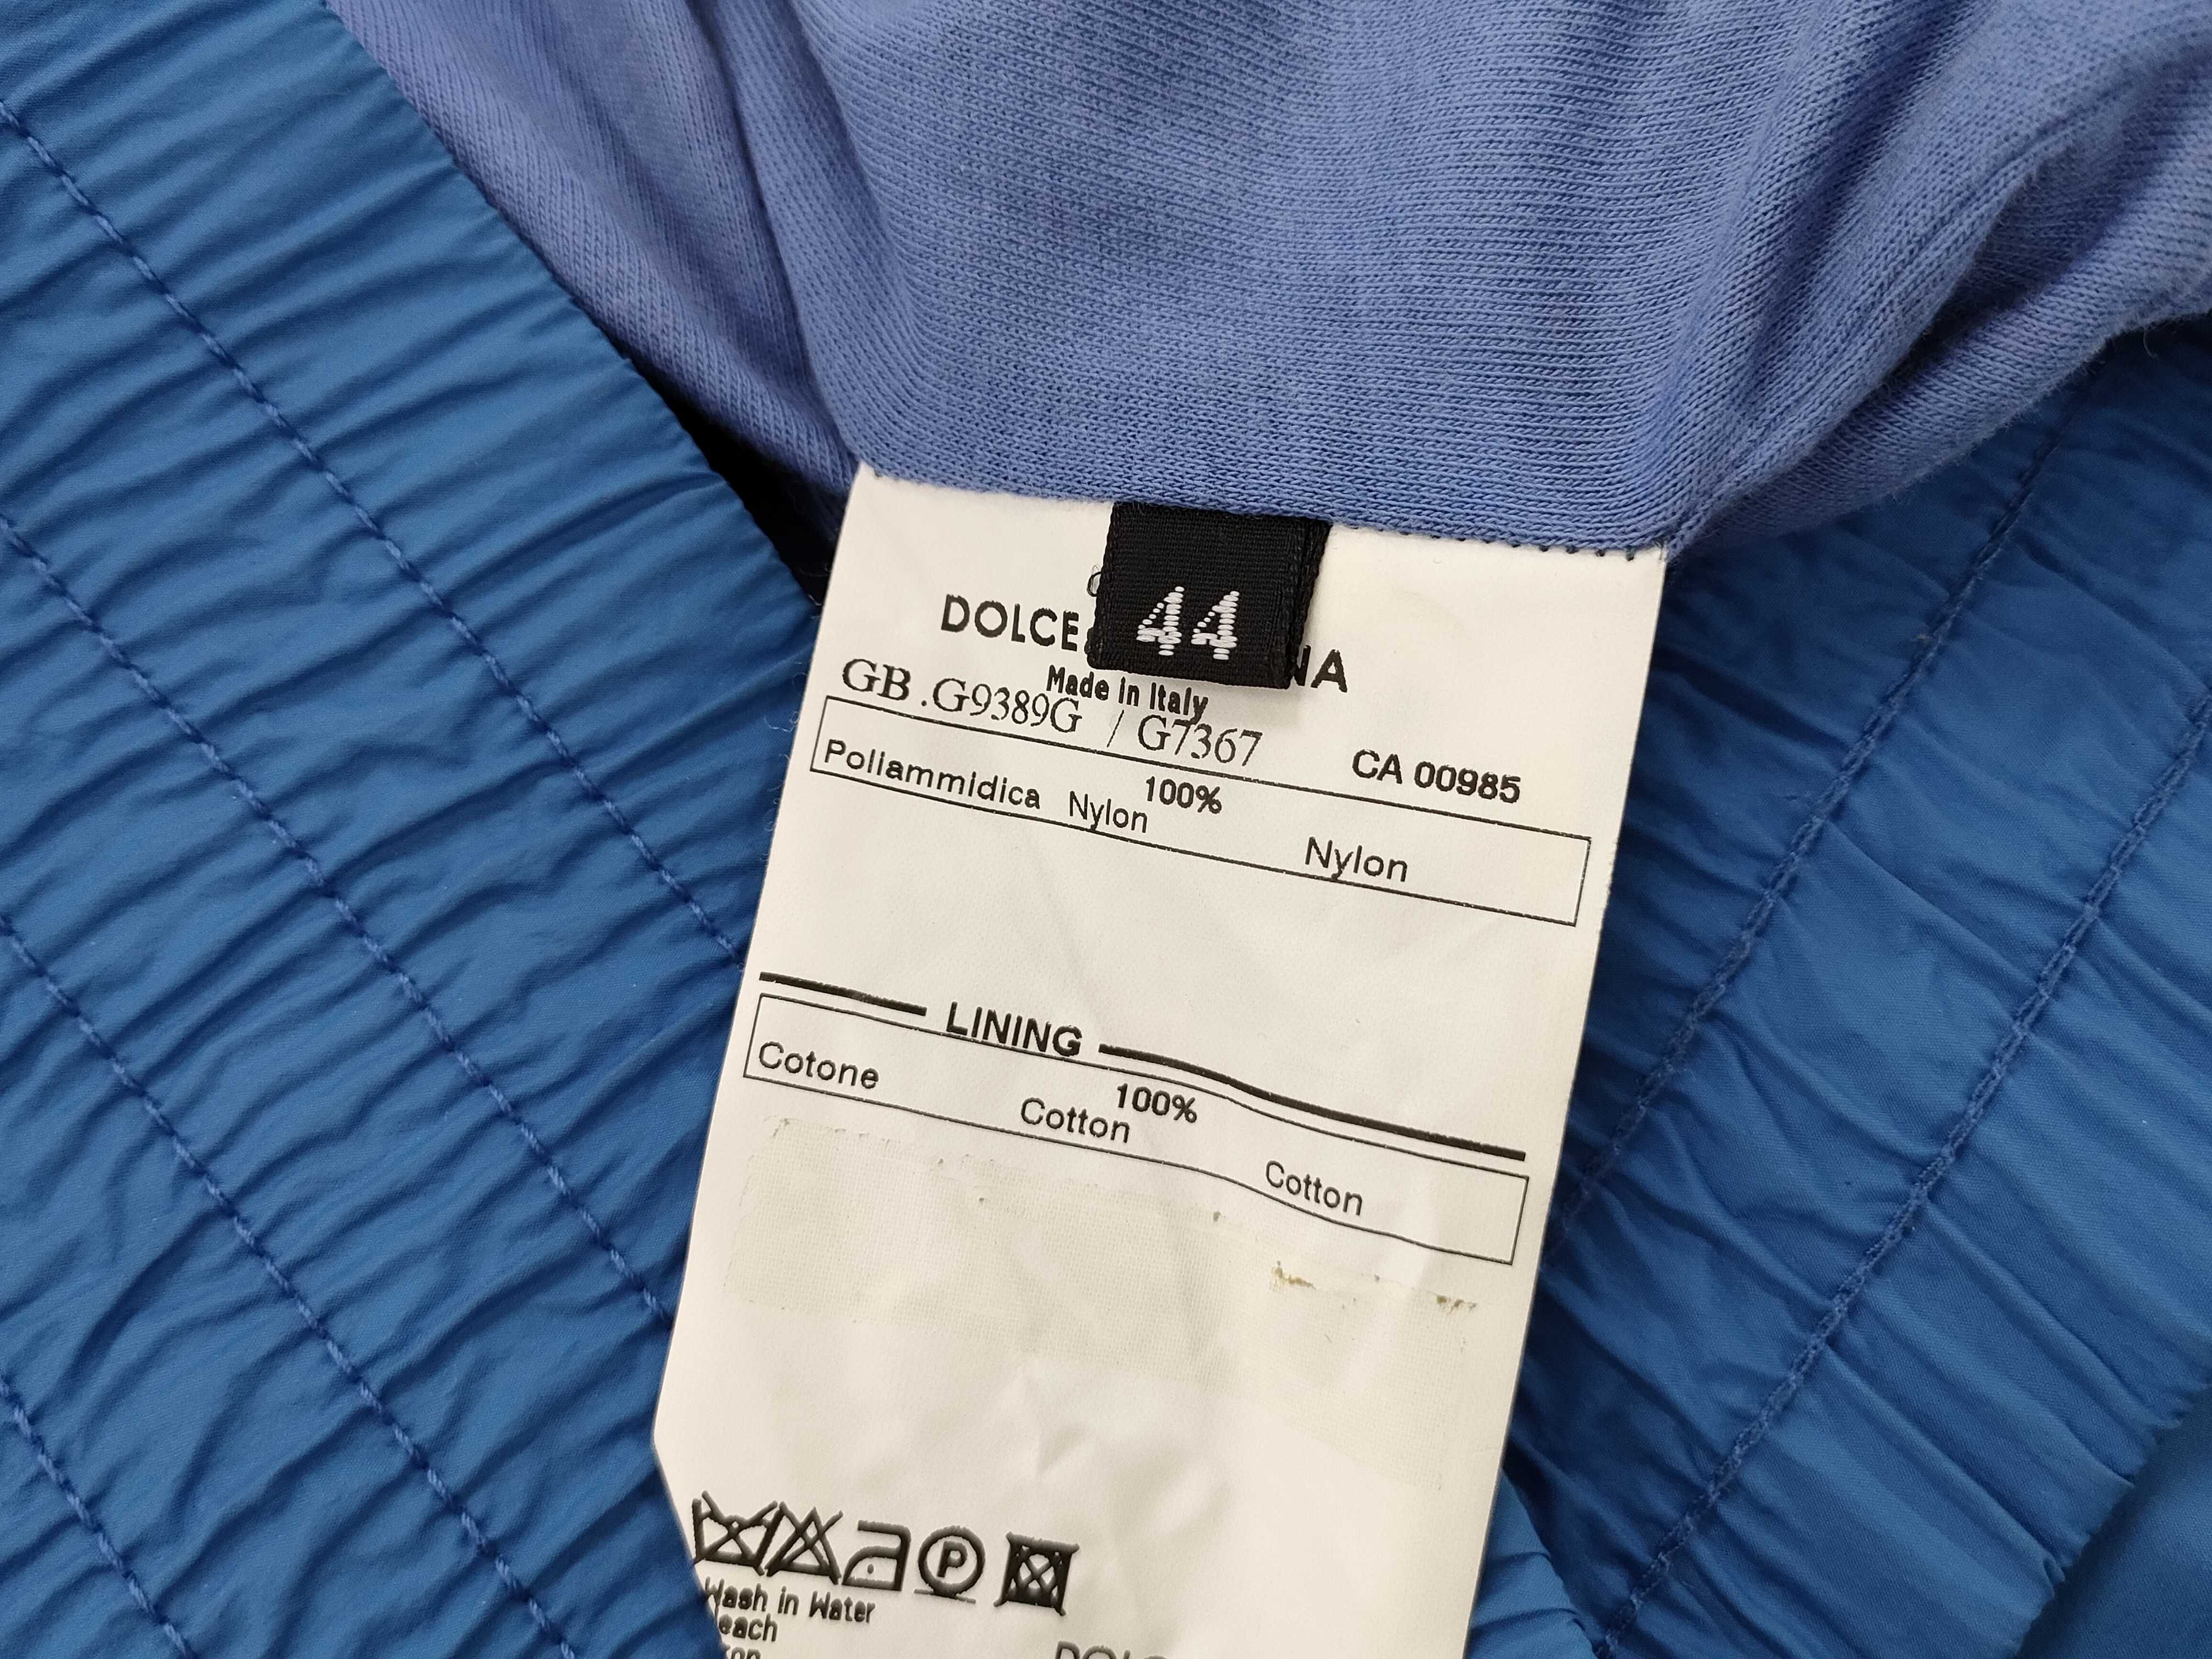 44
DOLCE
Made in Italy
GB.G9389G / G7367
CA 00985
Poliammidica Nylon 100% Nylon
LINING
Cotone Cotton 100% Cotton
P
Wash in Water